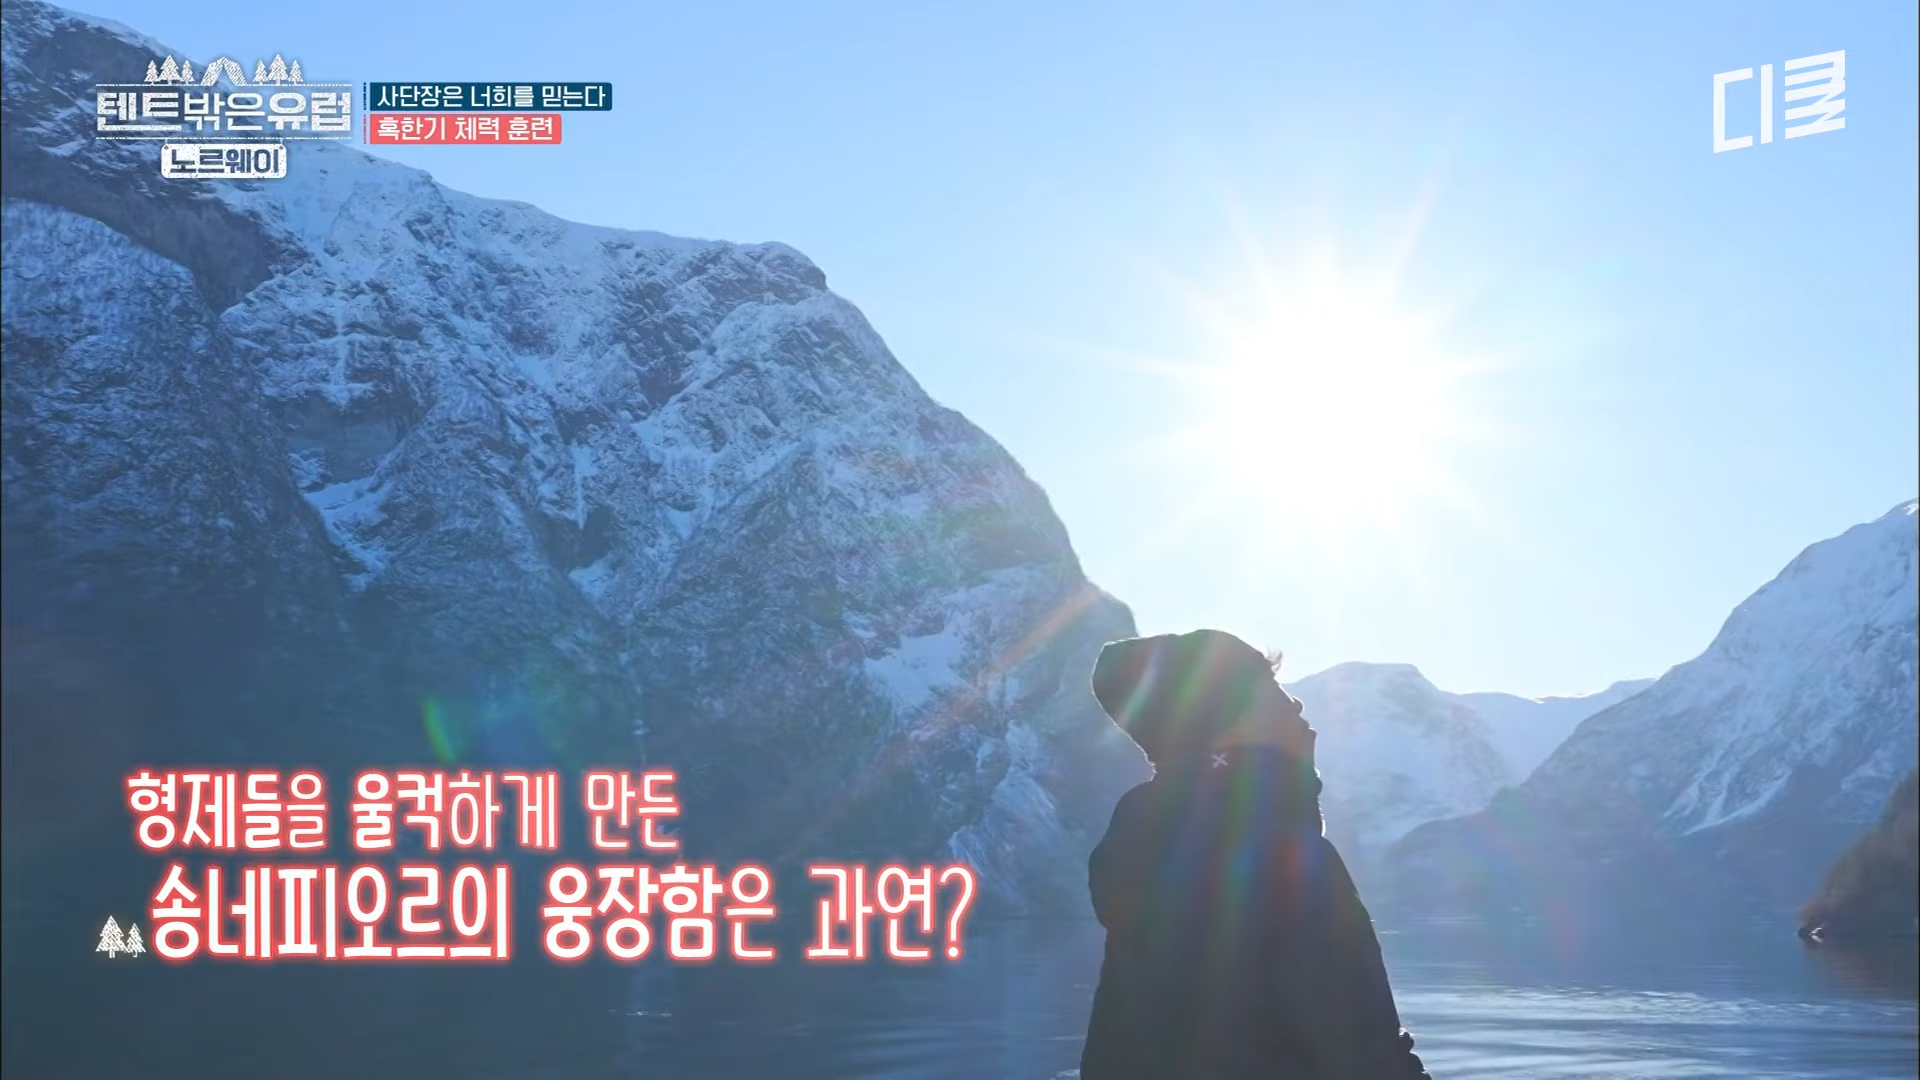 텐트밖은유럽
노르웨이
사단장은 너희를 믿는다
혹한기 체력 훈련
디클
형제들을 울컥하게 만든
송네피오르의 웅장함은 과연?